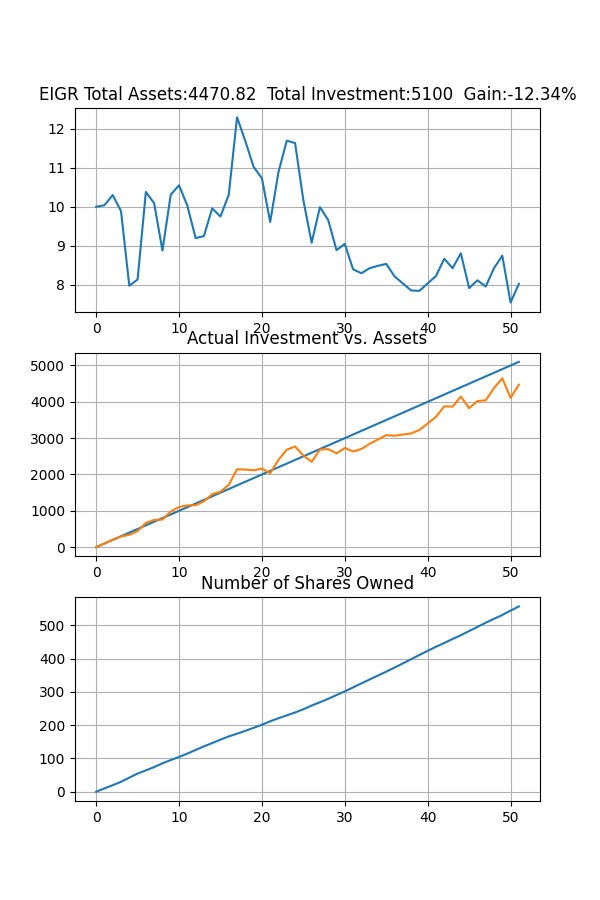 EIGR Total Assets:4470.82  Total Investment:5100  Gain:-12.34%
12
11
10
9
8
0 10 20 30 40 50
Actual Investment vs. Assets
5000
4000
3000
2000
1000
0
0 10 20 30 40 50
Number of Shares Owned
500
400
300
200
100
0
0 10 20 30 40 50